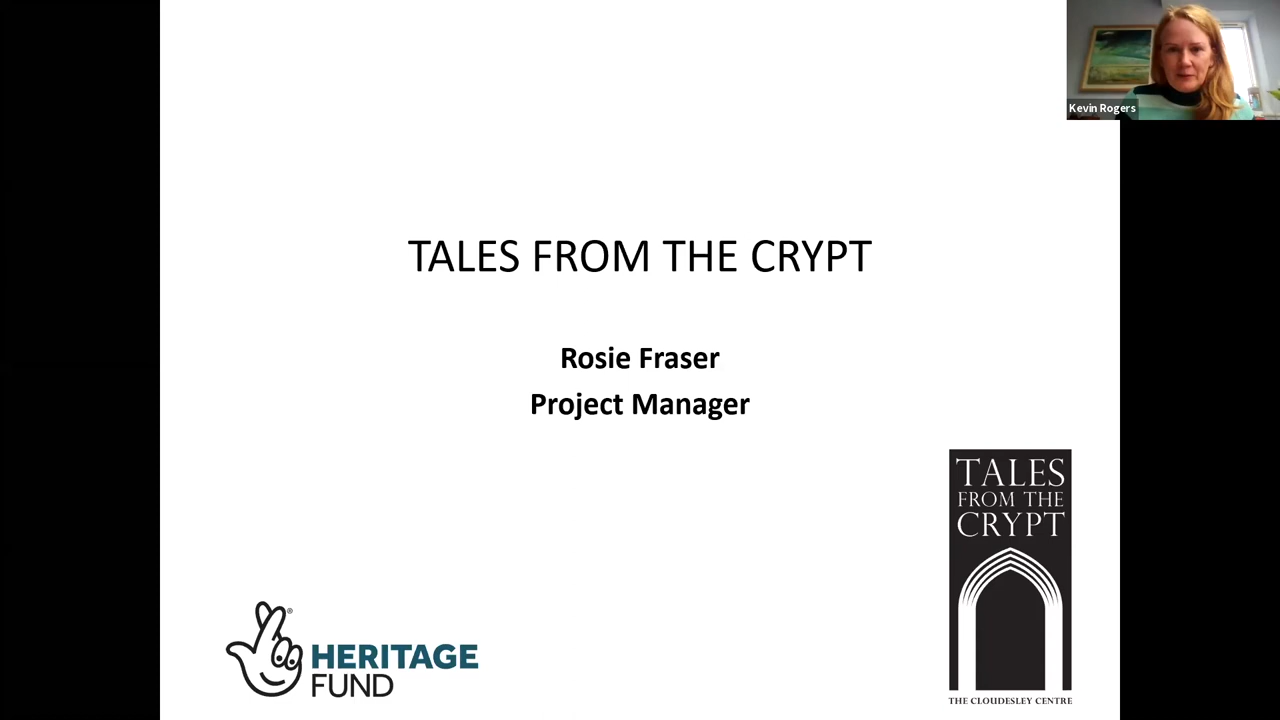 Kevin Rogers
TALES FROM THE CRYPT
Rosie Fraser
Project Manager
TALES
FROM THE
CRYPT
THE CLOUDESLEY CENTRE
®
HERITAGE
FUND